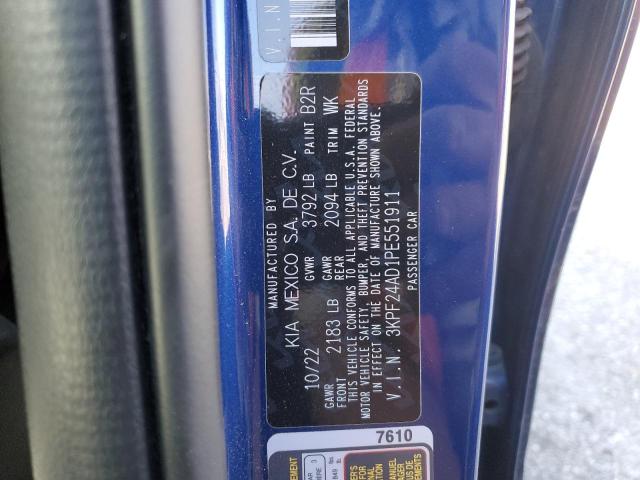 V.I.N
MANUFACTURED BY
KIA MEXICO S.A. DE C.V.
10/22 GVWR 3792 LB PAINT B2R
GAWR FRONT 2183 LB GAWR REAR 2094 LB TRIM WK
THIS VEHICLE CONFORMS TO ALL APPLICABLE U.S.A. FEDERAL
MOTOR VEHICLE SAFETY BUMPER, AND THEFT PREVENTION STANDARDS
IN EFFECT ON THE DATE OF MANUFACTURE SHOWN ABOVE.
V.I.N. 3KPF24AD1PE551911
PASSENGER CAR
7610
MANUEL